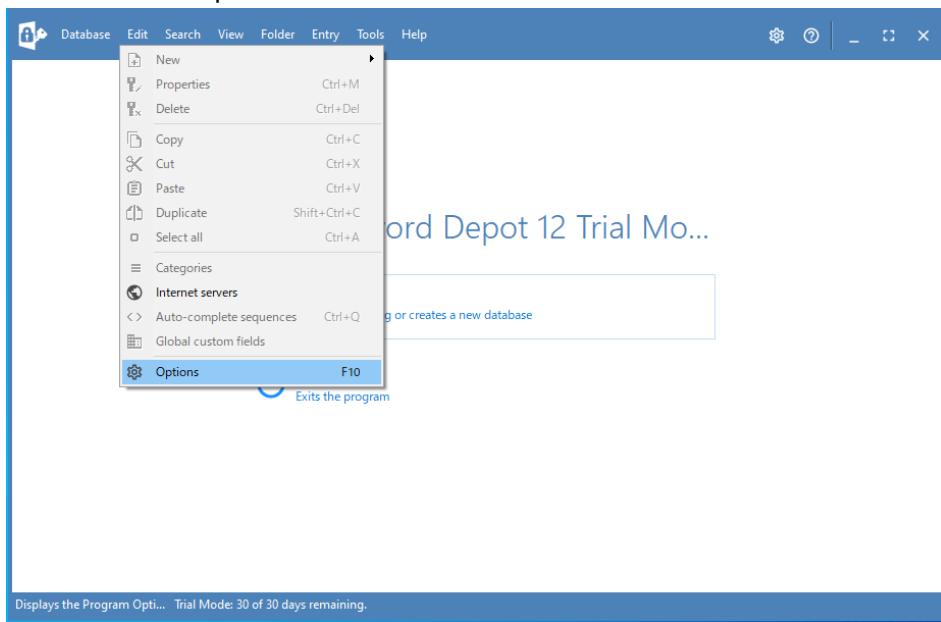 Database Edit Search View Folder Entry Tools Help
New
Properties Ctrl+M
Delete Ctrl+Del
Copy Ctrl+C
Cut Ctrl+X
Paste Ctrl+V
Duplicate Shift+Ctrl+C
Select all Ctrl+A
ord Depot 12 Trial Mo...
Categories
Internet servers
Auto-complete sequences Ctrl+Q
g or creates a new database
Global custom fields
Options F10
Exits the program
Displays the Program Opti... Trial Mode: 30 of 30 days remaining.